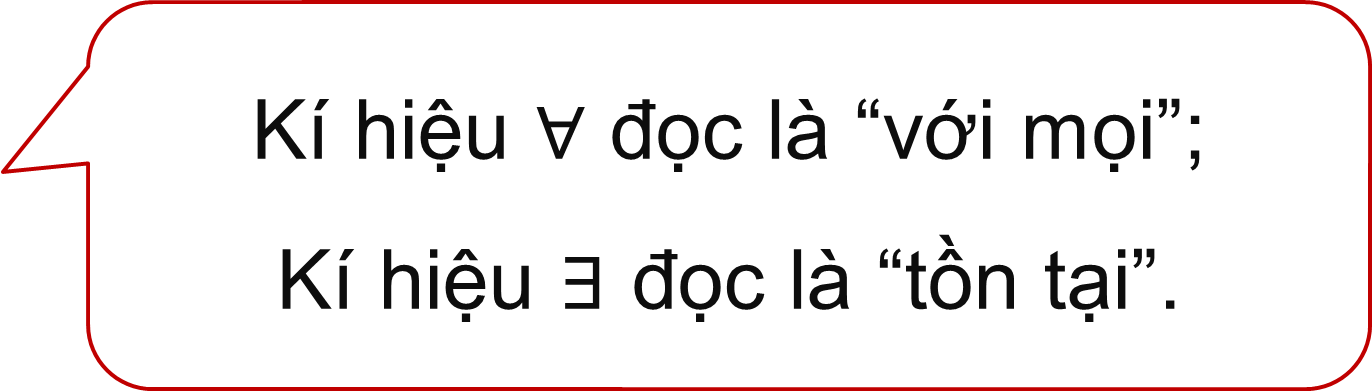 Kí hiệu ∀ đọc là “với mọi”;
Kí hiệu ∃ đọc là “tồn tại”.